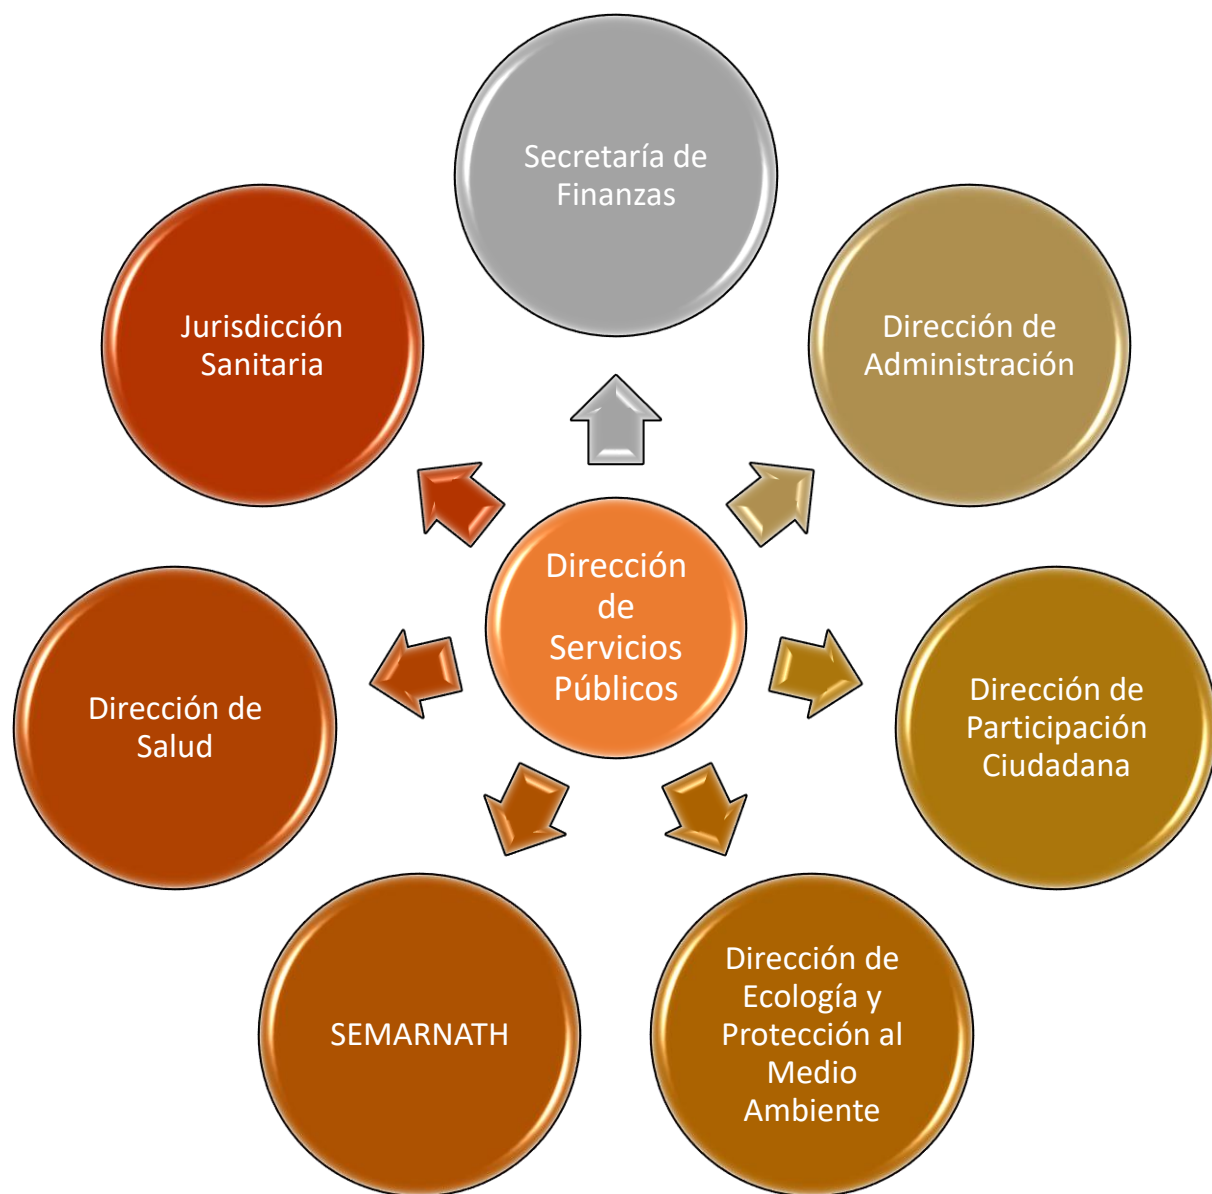 Secretaría de
Finanzas
Dirección de
Administración
Dirección de
Participación
Ciudadana
Dirección de
Ecología y
Protección al
Medio
Ambiente
SEMARNATH
Dirección de
Salud
Jurisdicción
Sanitaria
Dirección
de
Servicios
Públicos